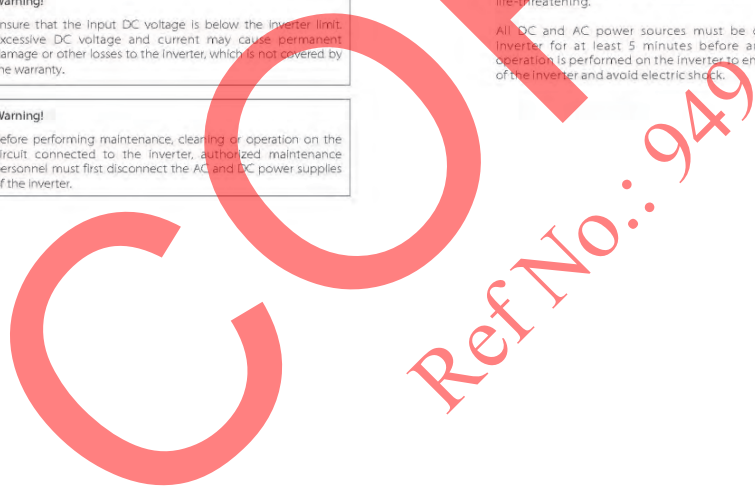 Warning!
nsure that the input DC voltage is below the inverter limit.
xcessive DC voltage and current may cause permanent
amage or other losses to the inverter, which is not covered by
he warranty.
Warning!
efore performing maintenance, cleaning or operation on the
ircuit connected to the inverter, authorized maintenance
ersonnel must first disconnect the AC and DC power supplies
f the inverter.
life-threatening.
All DC and AC power sources must be
inverter for at least 5 minutes before
operation is performed on the inverter to
of the inverter and avoid electric shock.
CO
Ref No.: 949